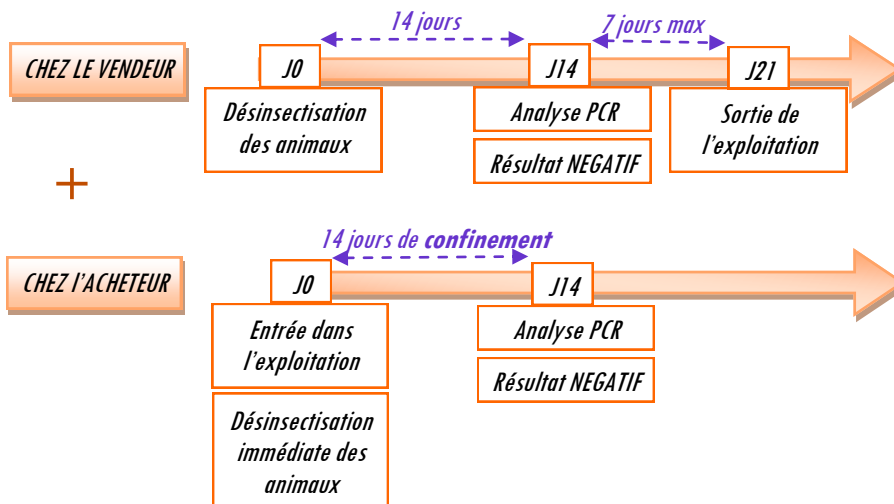 14 jours
7 jours max
CHEZ LE VENDEUR
J0
J14
J21
Désinsectisation
des animaux
Analyse PCR
Résultat NEGATIF
Sortie de
l'exploitation
+
14 jours de confinement
CHEZ l'ACHETEUR
J0
J14
Entrée dans
l'exploitation
Analyse PCR
Résultat NEGATIF
Désinsectisation
immédiate des
animaux